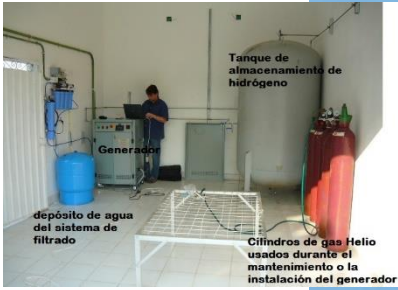 Tanque de
almacenamiento de
hidrógeno
Generador
depósito de agua
del sistema de
filtrado
Cilindros de gas Helio
usados durante el
mantenimiento o la
instalación del generador